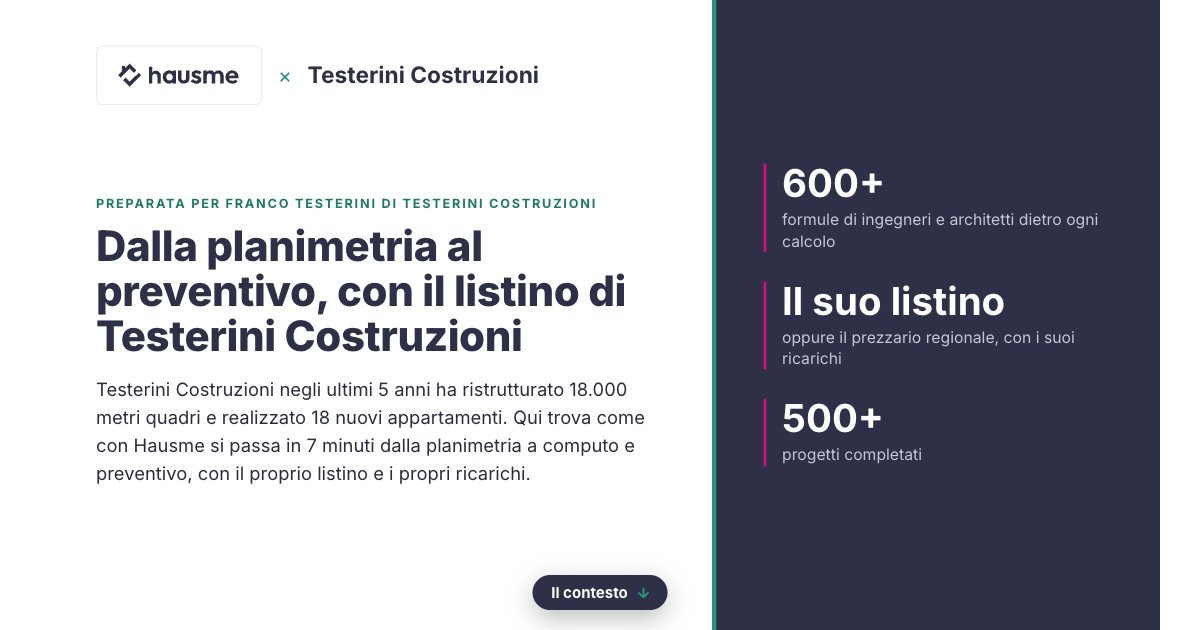 hausme × Testerini Costruzioni
PREPARATA PER FRANCO TESTERINI DI TESTERINI COSTRUZIONI
Dalla planimetria al
preventivo, con il listino di
Testerini Costruzioni
Testerini Costruzioni negli ultimi 5 anni ha ristrutturato 18.000
metri quadri e realizzato 18 nuovi appartamenti. Qui trova come
con Hausme si passa in 7 minuti dalla planimetria a computo e
preventivo, con il proprio listino e i propri ricarichi.
Il contesto ↓
600+
formule di ingegneri e architetti dietro ogni
calcolo
Il suo listino
oppure il prezzario regionale, con i suoi
ricarichi
500+
progetti completati